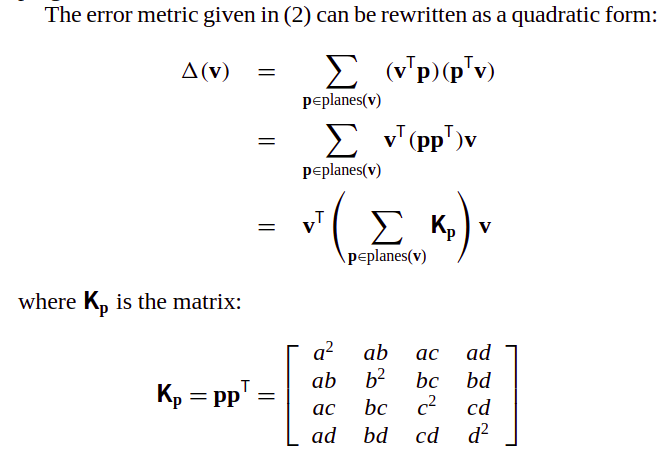 The error metric given in (2) can be rewritten as a quadratic form:
Δ(v) = ∑ (vᵀp)(pᵀv)
p∈planes(v)
= ∑ vᵀ(ppᵀ)v
p∈planes(v)
= vᵀ( ∑ Kₚ ) v
p∈planes(v)
where Kₚ is the matrix:
a² ab ac ad
ab b² bc bd
Kₚ = ppᵀ =
ac bc c² cd
ad bd cd d²